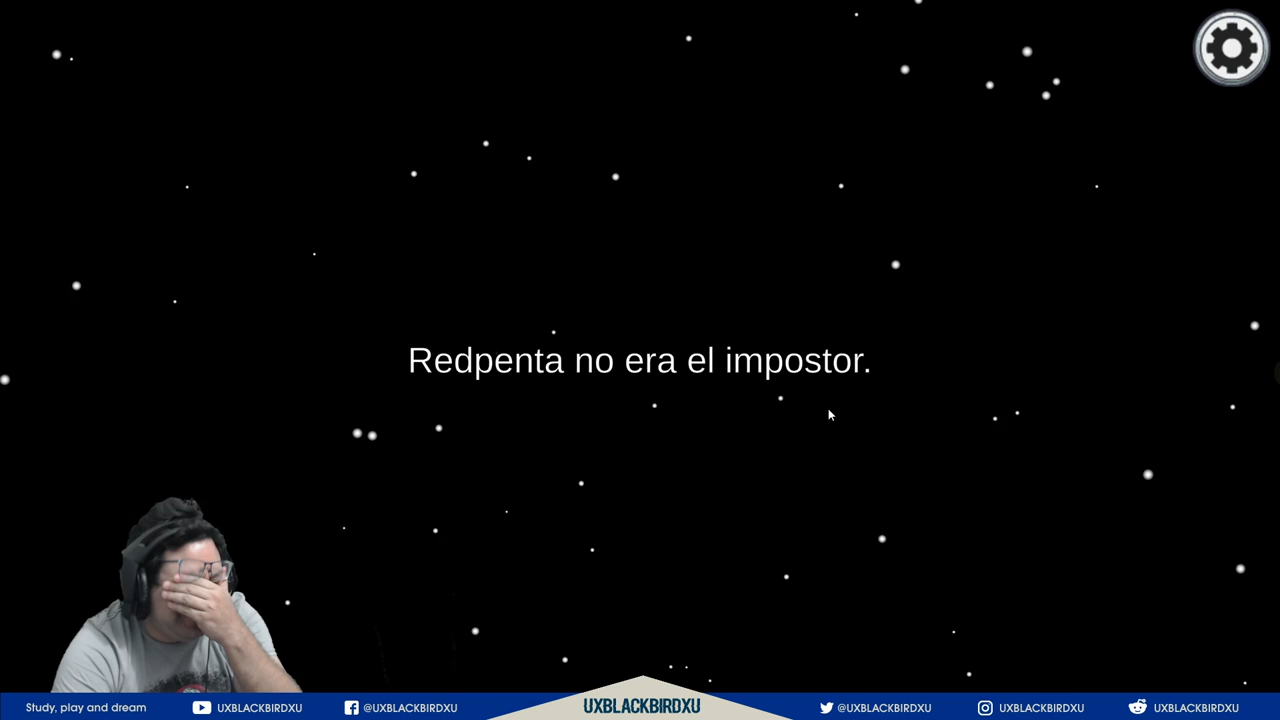 Redpenta no era el impostor.
Study, play and dream
UXBLACKBIRDXU
@UXBLACKBIRDXU
UXBLACKBIRDXU
@UXBLACKBIRDXU
UXBLACKBIRDXU
UXBLACKBIRDXU